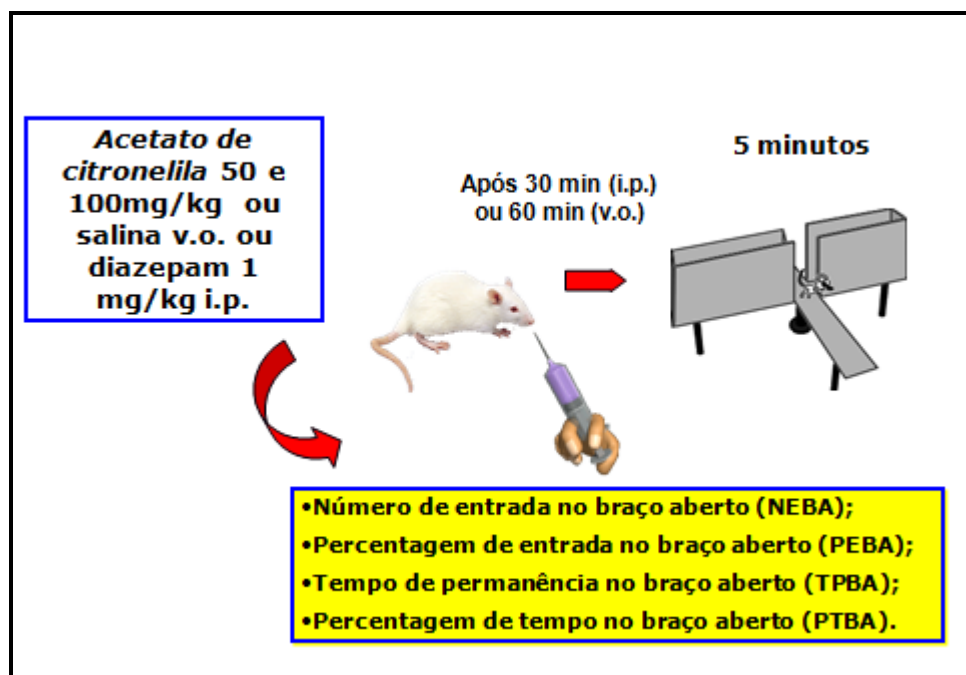 Acetato de
citronelila 50 e
100mg/kg ou
salina v.o. ou
diazepam 1
mg/kg i.p.
Após 30 min (i.p.)
ou 60 min (v.o.)
5 minutos
•Número de entrada no braço aberto (NEBA);
•Percentagem de entrada no braço aberto (PEBA);
•Tempo de permanência no braço aberto (TPBA);
•Percentagem de tempo no braço aberto (PTBA).